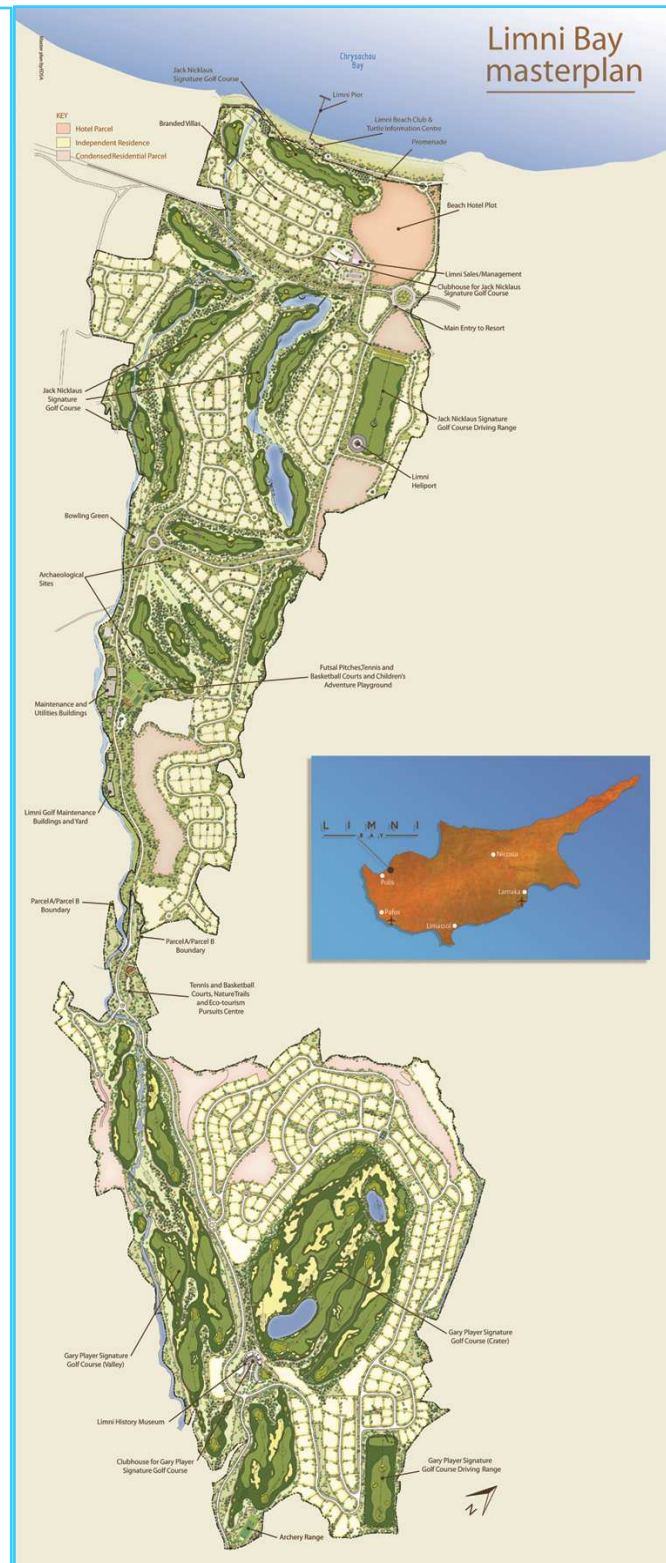 Limni Bay
masterplan
Master plan by EDSA
Jack Nicklaus
Signature Golf Course
Chrysochou
Bay
Limni Pier
KEY
Hotel Parcel
Independent Residence
Condensed Residential Parcel
Branded Villas
Limni Beach Club &
Turtle Information Centre
Promenade
Beach Hotel Plot
Limni Sales/Management
Clubhouse for Jack Nicklaus
Signature Golf Course
Main Entry to Resort
Jack Nicklaus
Signature
Golf Course
Jack Nicklaus Signature
Golf Course Driving Range
Limni
Heliport
Bowling Green
Archaeological
Sites
Futsal Pitches,Tennis and
Basketball Courts and Children's
Adventure Playground
Maintenance and
Utilities Buildings
Limni Golf Maintenance
Buildings and Yard
LIMNI
BAY
Nicosia
Polis
Larnaka
Pafos
Limassol
Parcel A/Parcel B
Boundary
Parcel A/Parcel B
Boundary
Tennis and Basketball
Courts, Nature Trails
and Eco-tourism
Pursuits Centre
Gary Player Signature
Golf Course (Crater)
Gary Player Signature
Golf Course (Valley)
Limni History Museum
Clubhouse for Gary Player
Signature Golf Course
Gary Player Signature
Golf Course Driving Range
Archery Range
N